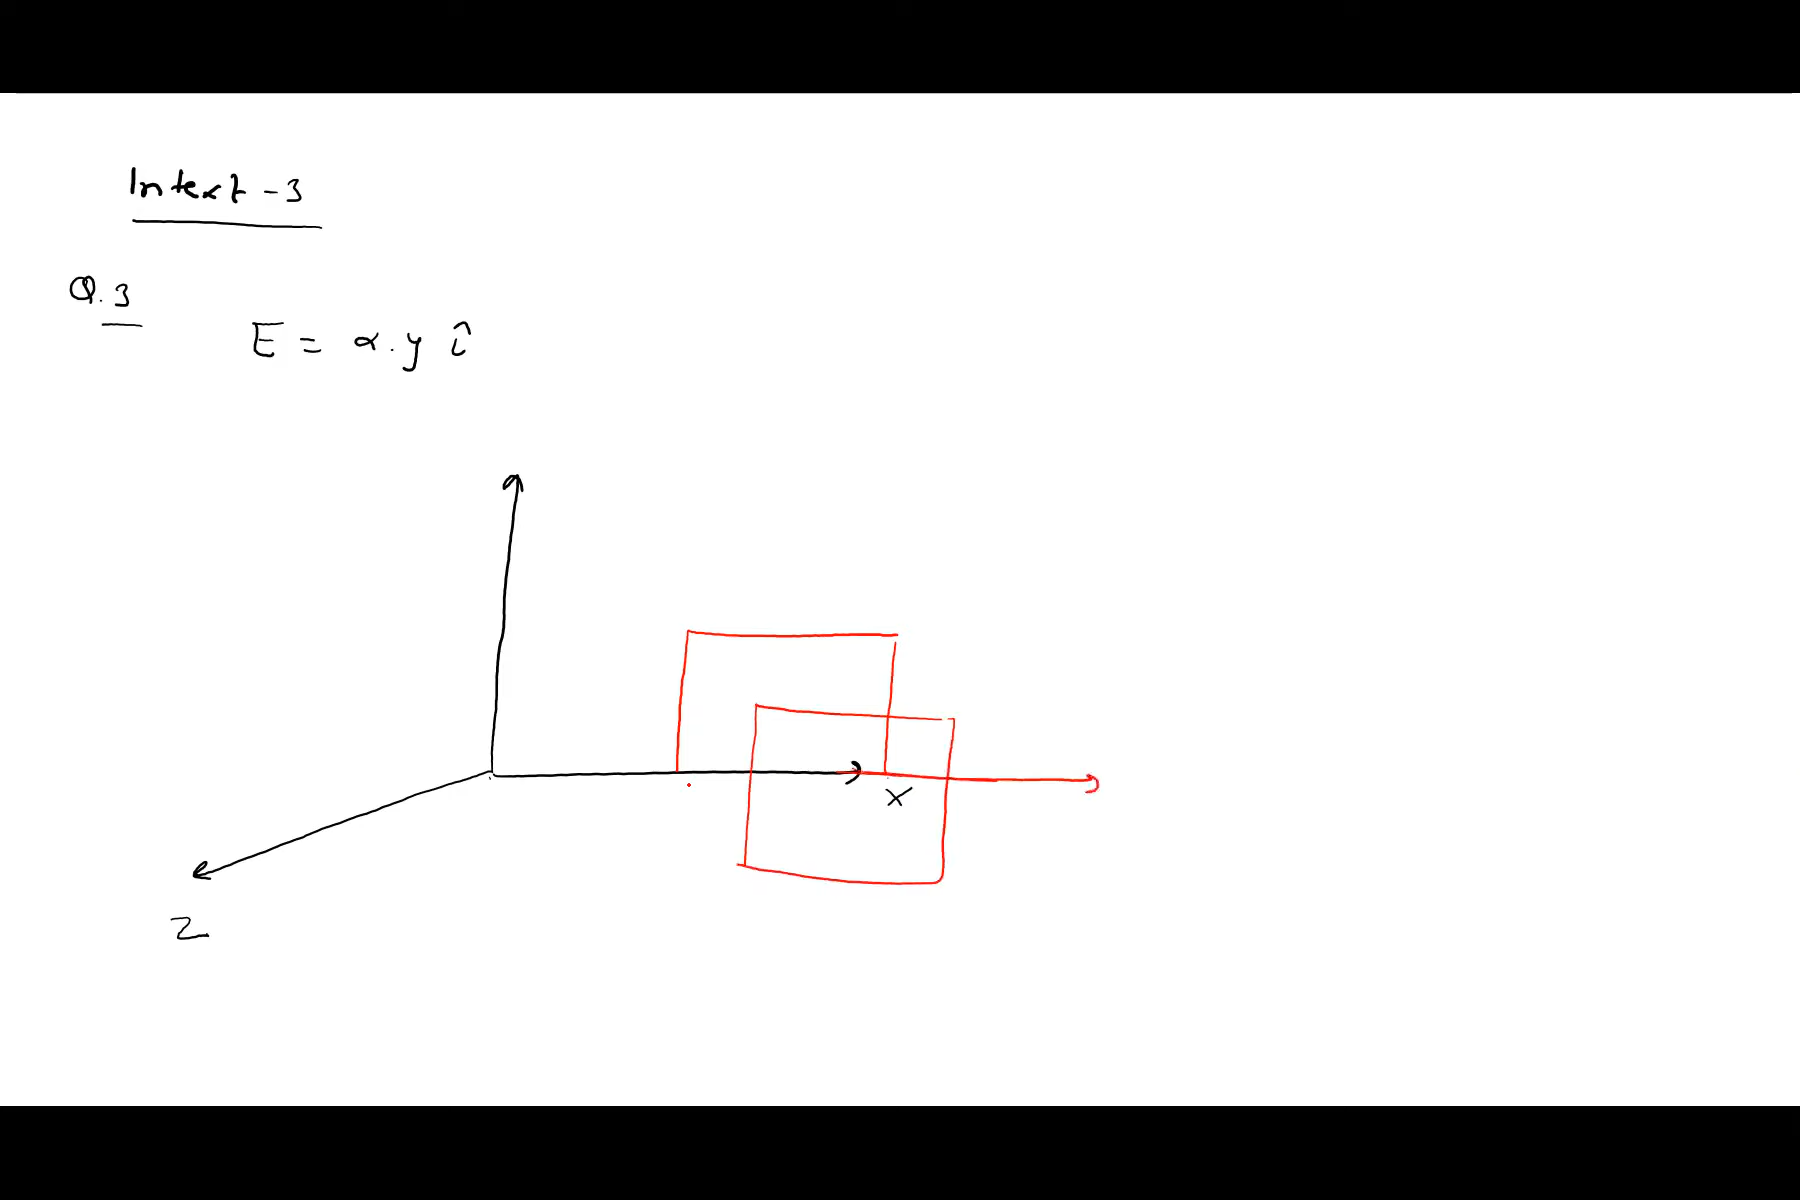 Intext - 3
Q. 3
E = α . y î
x
z